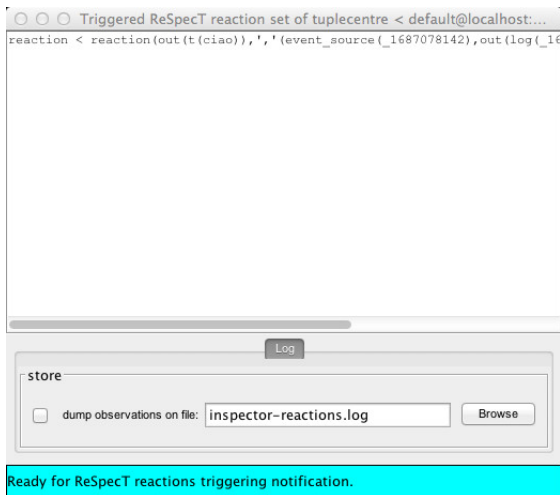 Triggered ReSpecT reaction set of tuplecentre < default@localhost:...
reaction < reaction(out(t(ciao)),','(event_source(_1687078142),out(log(_16
Log
store
dump observations on file: inspector-reactions.log Browse
Ready for ReSpecT reactions triggering notification.